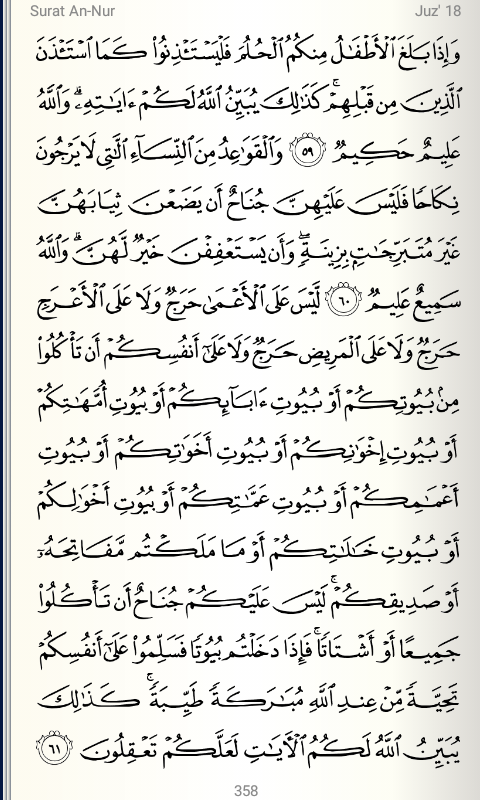 Surat An-Nur
Juz' 18
وَإِذَا بَلَغَ ٱلْأَطْفَٰلُ مِنكُمُ ٱلْحُلُمَ فَلْيَسْتَـْٔذِنُوا۟ كَمَا ٱسْتَـْٔذَنَ
ٱلَّذِينَ مِن قَبْلِهِمْ ۚ كَذَٰلِكَ يُبَيِّنُ ٱللَّهُ لَكُمْ ءَايَٰتِهِۦ ۗ وَٱللَّهُ
عَلِيمٌ حَكِيمٌ ٥٩ وَٱلْقَوَٰعِدُ مِنَ ٱلنِّسَآءِ ٱلَّٰتِى لَا يَرْجُونَ
نِكَاحًا فَلَيْسَ عَلَيْهِنَّ جُنَاحٌ أَن يَضَعْنَ ثِيَابَهُنَّ
غَيْرَ مُتَبَرِّجَٰتٍۭ بِزِينَةٍ ۖ وَأَن يَسْتَعْفِفْنَ خَيْرٌ لَّهُنَّ ۗ وَٱللَّهُ
سَمِيعٌ عَلِيمٌ ٦٠ لَّيْسَ عَلَى ٱلْأَعْمَىٰ حَرَجٌ وَلَا عَلَى ٱلْأَعْرَجِ
حَرَجٌ وَلَا عَلَى ٱلْمَرِيضِ حَرَجٌ وَلَا عَلَىٰٓ أَنفُسِكُمْ أَن تَأْكُلُوا۟
مِنۢ بُيُوتِكُمْ أَوْ بُيُوتِ ءَابَآئِكُمْ أَوْ بُيُوتِ أُمَّهَٰتِكُمْ
أَوْ بُيُوتِ إِخْوَٰنِكُمْ أَوْ بُيُوتِ أَخَوَٰتِكُمْ أَوْ بُيُوتِ
أَعْمَٰمِكُمْ أَوْ بُيُوتِ عَمَّٰتِكُمْ أَوْ بُيُوتِ أَخْوَٰلِكُمْ
أَوْ بُيُوتِ خَٰلَٰتِكُمْ أَوْ مَا مَلَكْتُم مَّفَاتِحَهُۥٓ
أَوْ صَدِيقِكُمْ ۚ لَيْسَ عَلَيْكُمْ جُنَاحٌ أَن تَأْكُلُوا۟
جَمِيعًا أَوْ أَشْتَاتًا ۚ فَإِذَا دَخَلْتُم بُيُوتًا فَسَلِّمُوا۟ عَلَىٰٓ أَنفُسِكُمْ
تَحِيَّةً مِّنْ عِندِ ٱللَّهِ مُبَٰرَكَةً طَيِّبَةً ۚ كَذَٰلِكَ
يُبَيِّنُ ٱللَّهُ لَكُمُ ٱلْءَايَٰتِ لَعَلَّكُمْ تَعْقِلُونَ ٦١
358